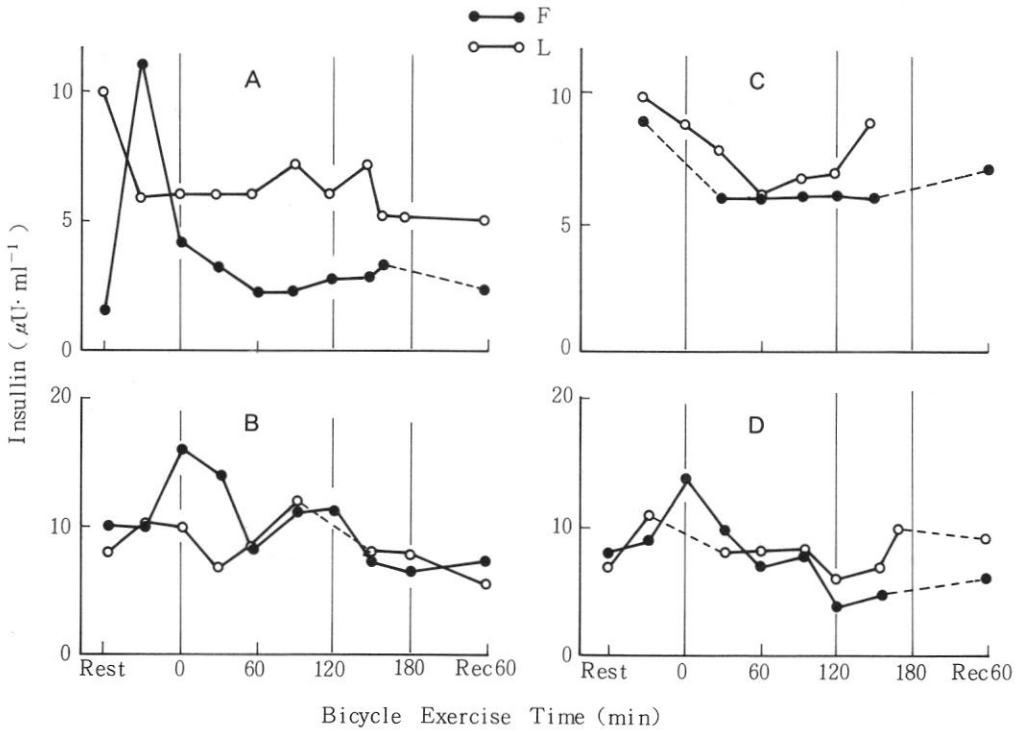 F
L
A
C
10
5
0
10
5
0
Insullin ( μU· ml⁻¹ )
B
D
20
10
0
20
10
0
Rest 0 60 120 180 Rec60
Rest 0 60 120 180 Rec60
Bicycle Exercise Time (min)